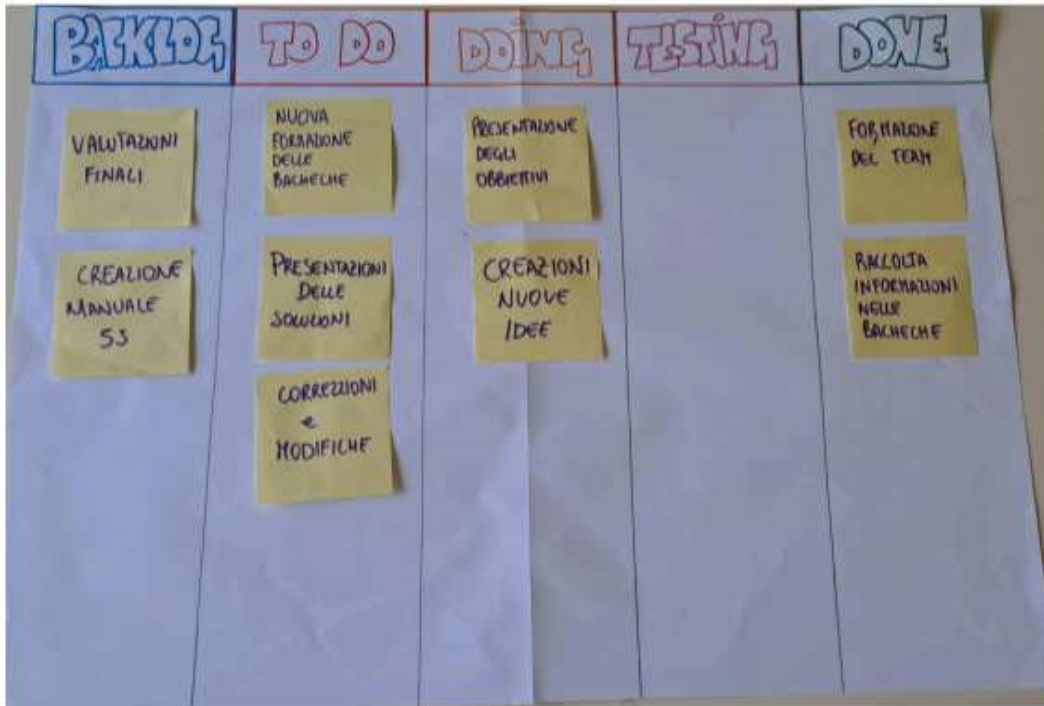 BACKLOG
TO DO
DOING
TESTING
DONE
VALUTAZIONI
FINALI
CREAZIONE
MANUALE
5S
NUOVA
FORMAZIONE
DELLE
BACHECHE
PRESENTAZIONI
DELLE
SOLUZIONI
CORREZZIONI
e
MODIFICHE
PRESENTAZIONE
DEGLI
OBBIETTIVI
CREAZIONI
NUOVE
IDEE
FORMAZIONE
DEL TEAM
RACCOLTA
INFORMAZIONI
NELLE
BACHECHE